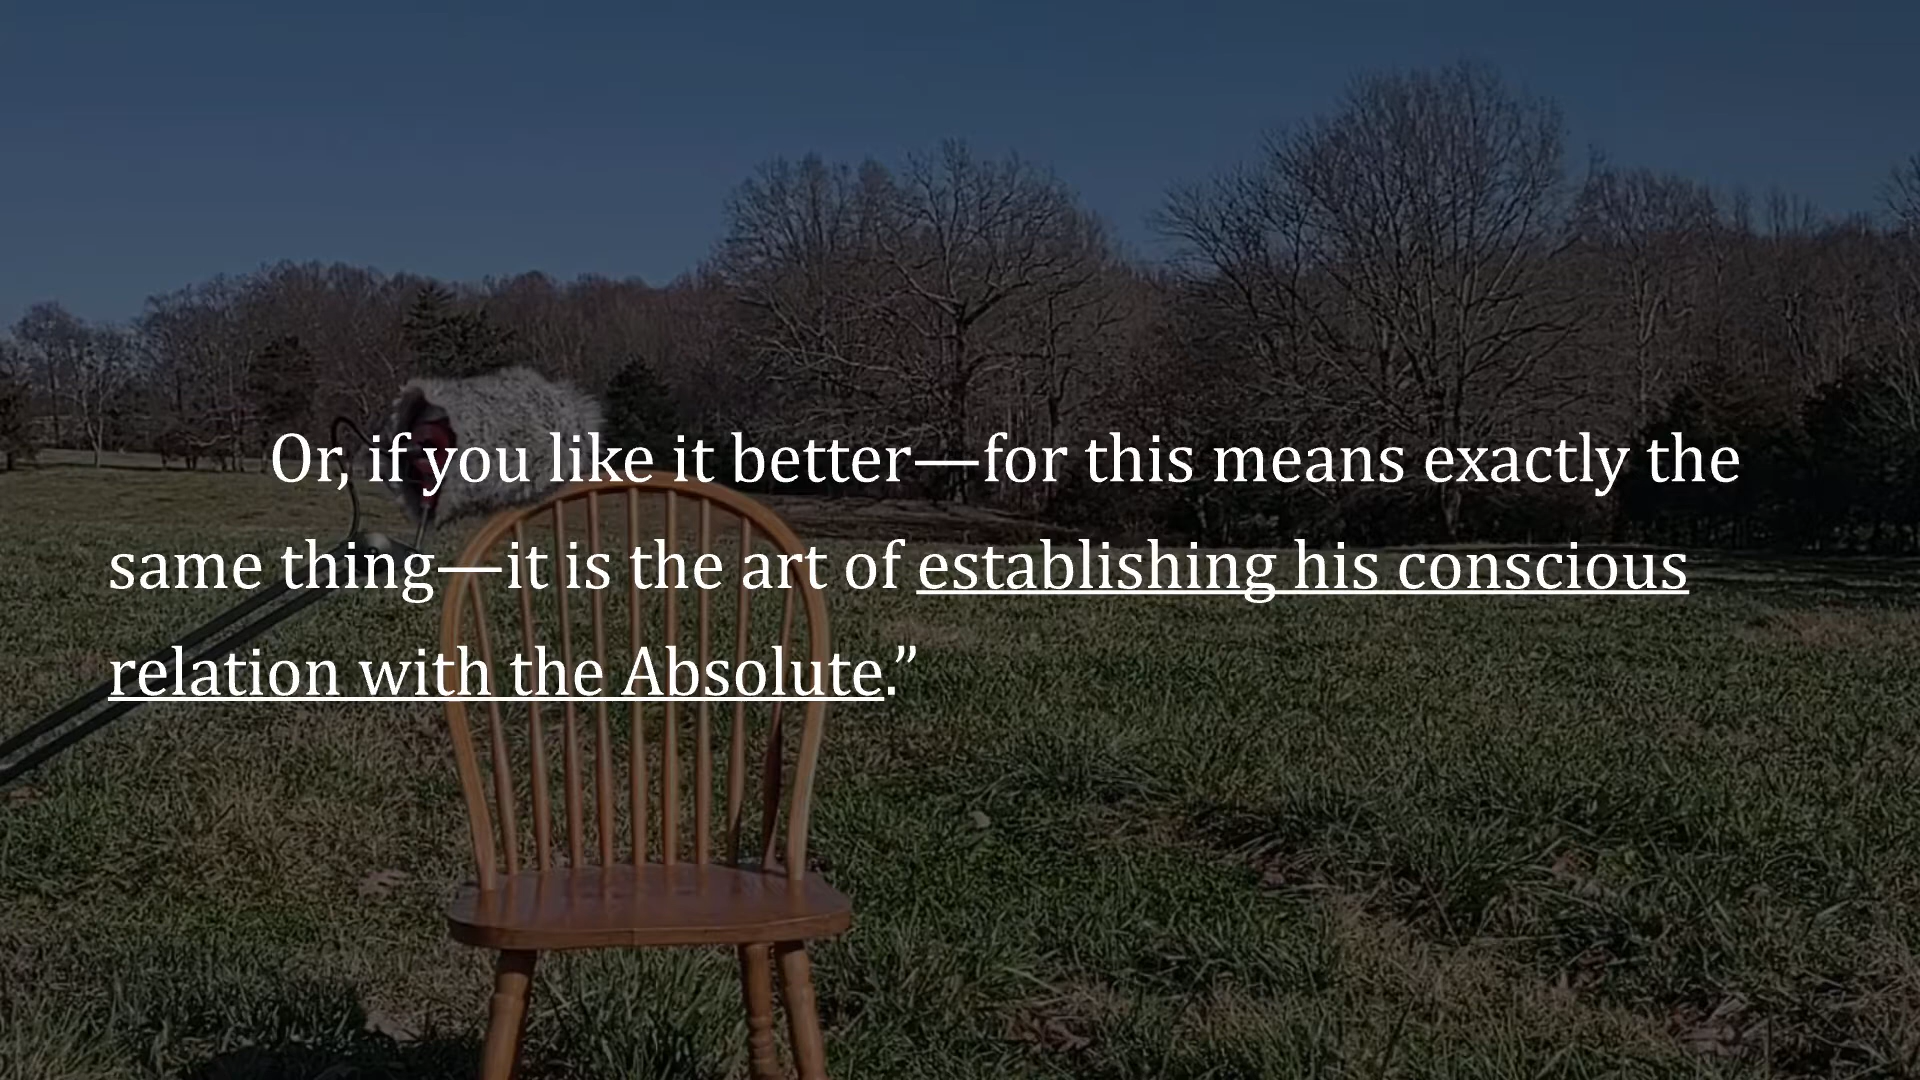 Or, if you like it better—for this means exactly the
same thing—it is the art of establishing his conscious
relation with the Absolute.”